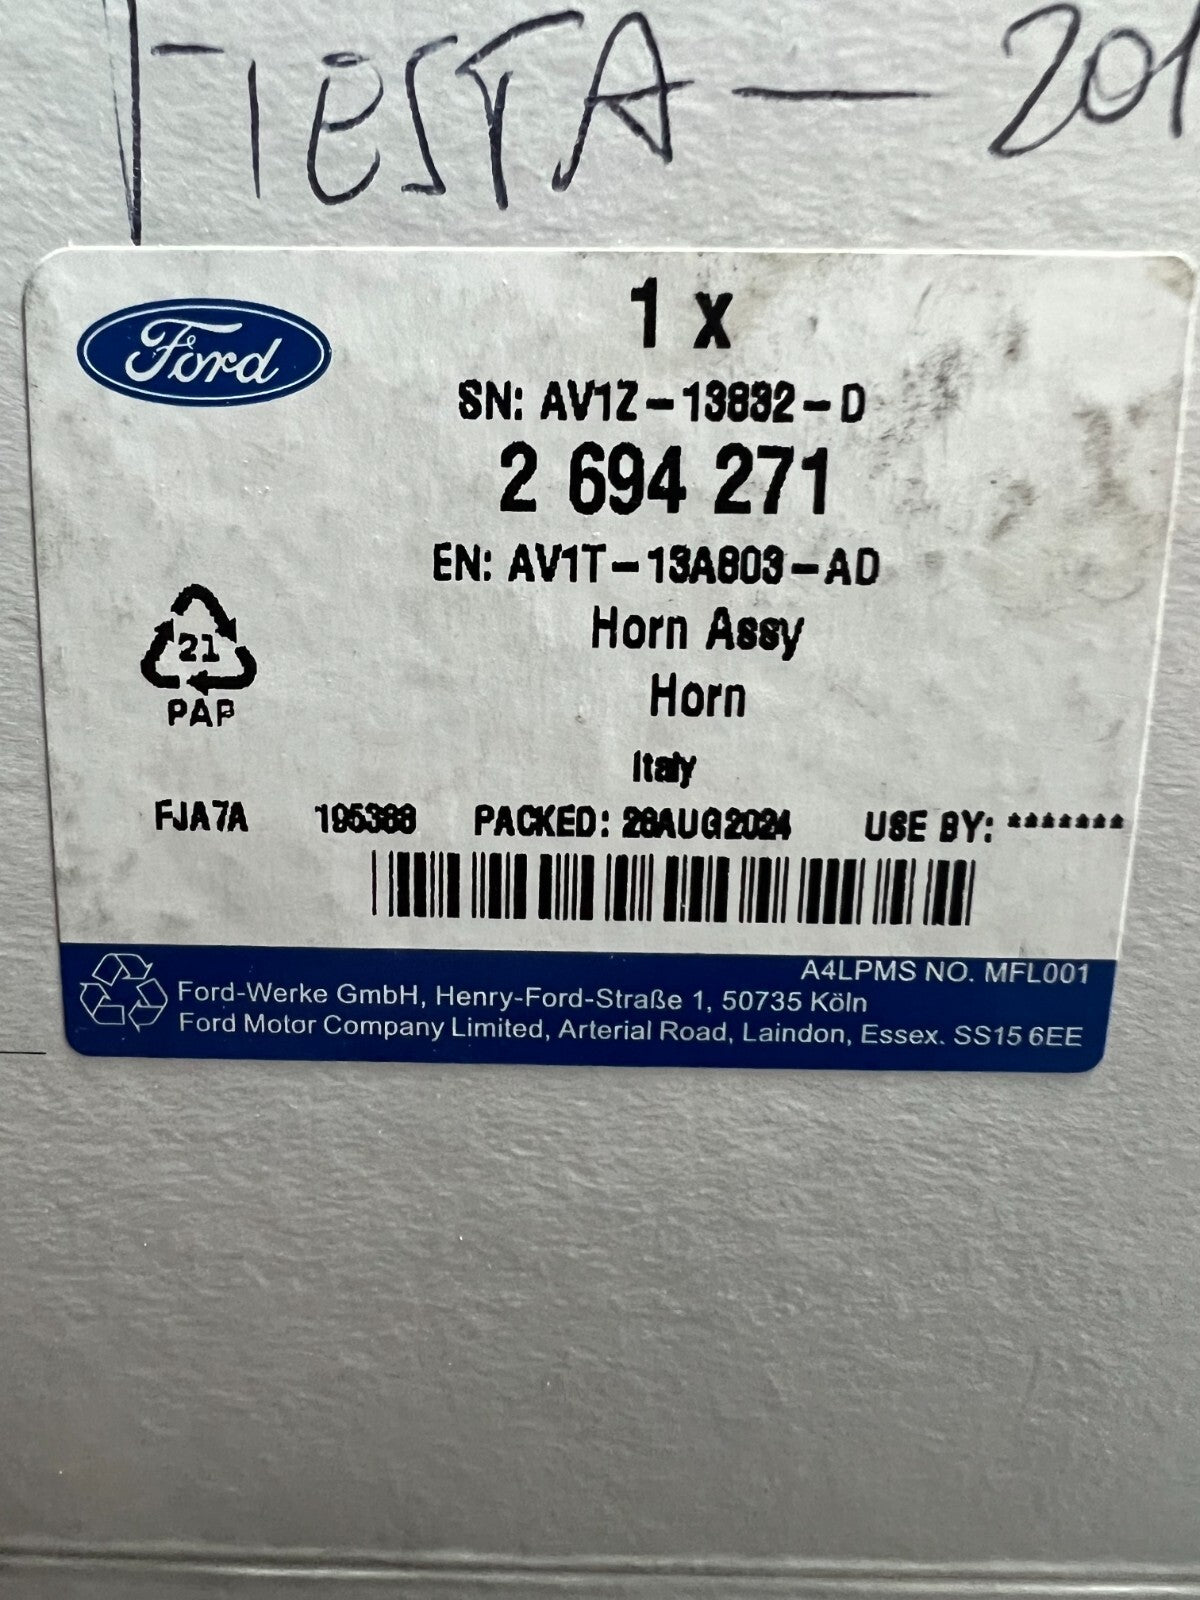 FIESTA — 201
Ford
1 x
SN: AV1Z-13832-D
2 694 271
EN: AV1T-13A803-AD
Horn Assy
Horn
21
PAP
Italy
FJA7A 195388 PACKED: 28AUG2024 USE BY: *******
A4LPMS NO. MFL001
Ford-Werke GmbH, Henry-Ford-Straße 1, 50735 Köln
Ford Motor Company Limited, Arterial Road, Laindon, Essex. SS15 6EE